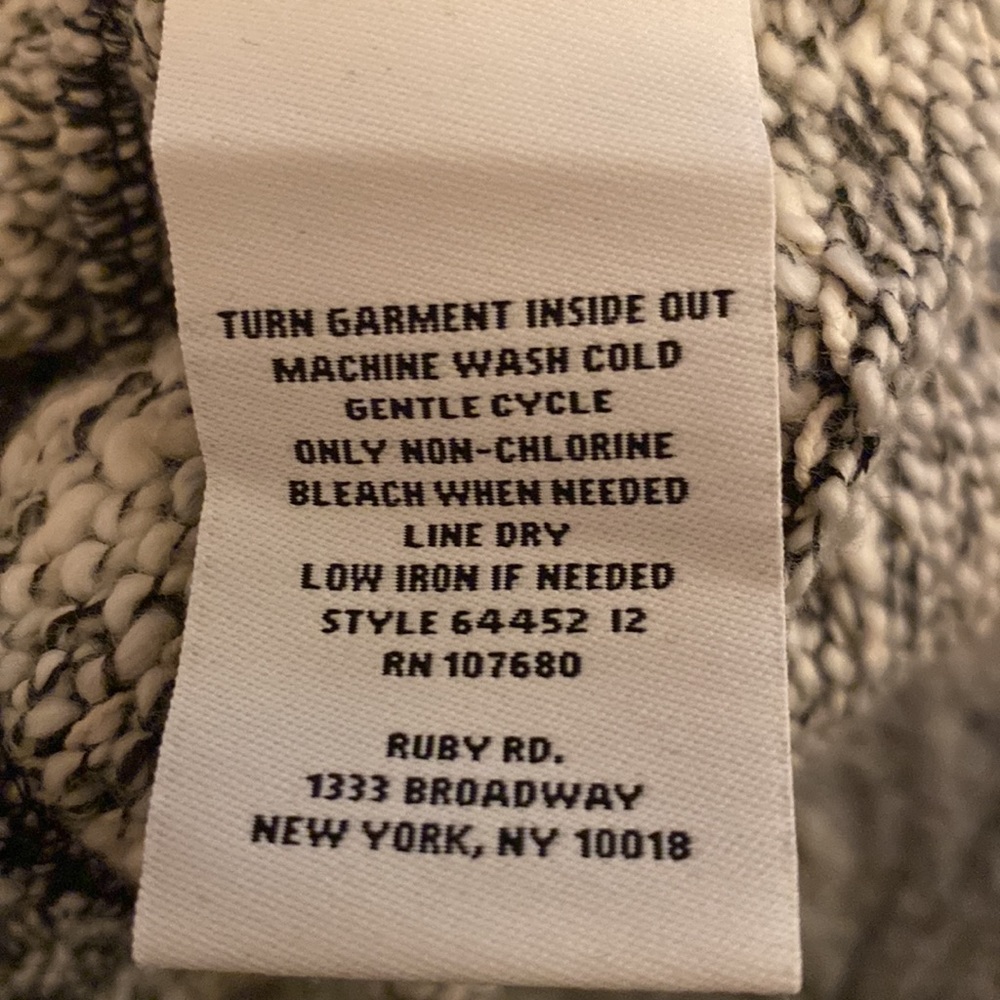 TURN GARMENT INSIDE OUT
MACHINE WASH COLD
GENTLE CYCLE
ONLY NON-CHLORINE
BLEACH WHEN NEEDED
LINE DRY
LOW IRON IF NEEDED
STYLE 64452 12
RN 107680
RUBY RD.
1333 BROADWAY
NEW YORK, NY 10018